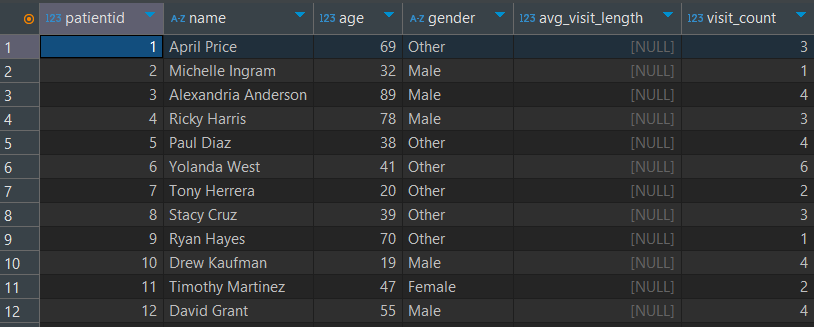 123 patientid A-Z name 123 age A-Z gender 123 avg_visit_length 123 visit_count
1 1 April Price 69 Other [NULL] 3
2 2 Michelle Ingram 32 Male [NULL] 1
3 3 Alexandria Anderson 89 Male [NULL] 4
4 4 Ricky Harris 78 Male [NULL] 3
5 5 Paul Diaz 38 Other [NULL] 4
6 6 Yolanda West 41 Other [NULL] 6
7 7 Tony Herrera 20 Other [NULL] 2
8 8 Stacy Cruz 39 Other [NULL] 3
9 9 Ryan Hayes 70 Other [NULL] 1
10 10 Drew Kaufman 19 Male [NULL] 4
11 11 Timothy Martinez 47 Female [NULL] 2
12 12 David Grant 55 Male [NULL] 4